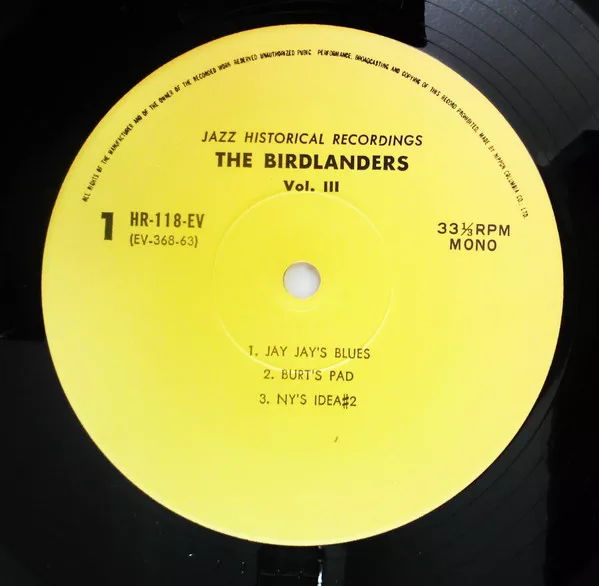 ALL RIGHTS OF THE MANUFACTURER AND OF THE OWNER OF THE RECORDED WORK RESERVED UNAUTHORIZED PUBIC PERFORMANCE, BROADCASTING AND COPYING OF THIS RECORD PROHIBITED. MADE BY NIPPON COLUMBIA CO., LTD.
JAZZ HISTORICAL RECORDINGS
THE BIRDLANDERS
Vol. III
1 HR-118-EV
(EV-368-63)
33⅓RPM
MONO
1. JAY JAY'S BLUES
2. BURT'S PAD
3. NY'S IDEA♯2